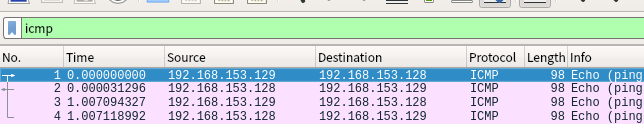 icmp
No. Time Source Destination Protocol Length Info
1 0.000000000 192.168.153.129 192.168.153.128 ICMP 98 Echo (ping
2 0.000031296 192.168.153.128 192.168.153.129 ICMP 98 Echo (ping
3 1.007094327 192.168.153.129 192.168.153.128 ICMP 98 Echo (ping
4 1.007118992 192.168.153.128 192.168.153.129 ICMP 98 Echo (ping